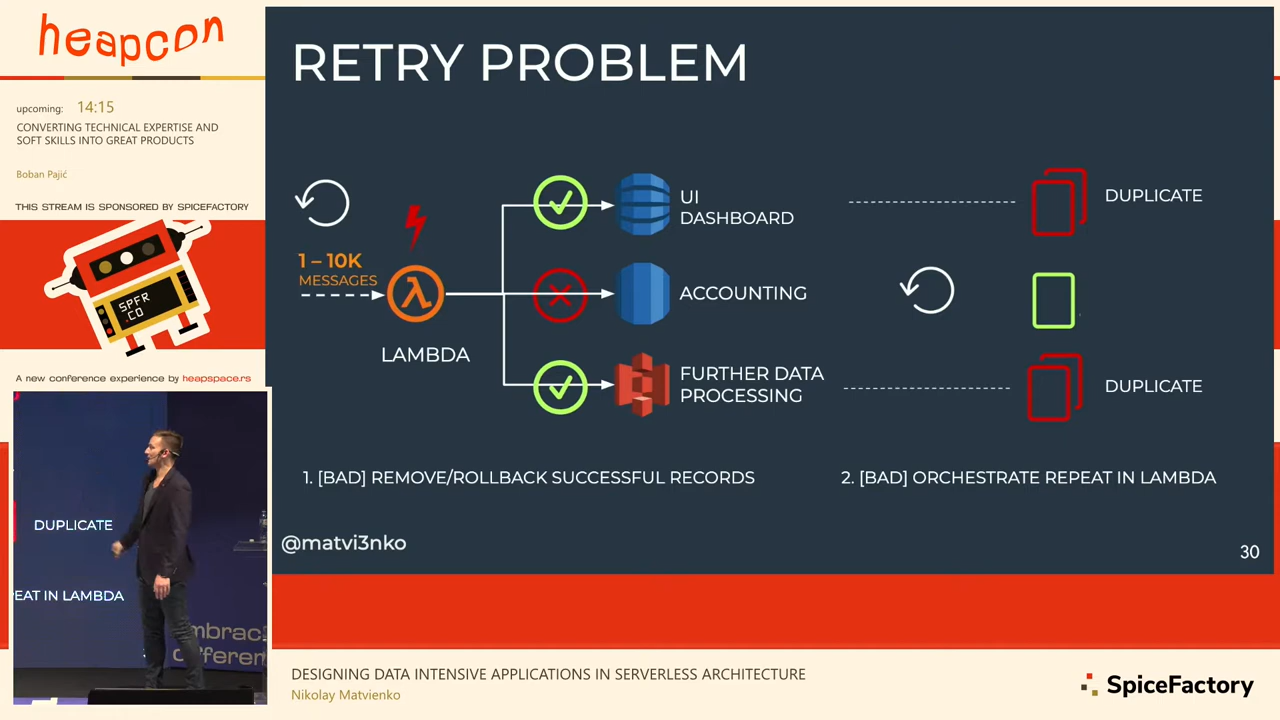 heapcon
upcoming: 14:15
CONVERTING TECHNICAL EXPERTISE AND
SOFT SKILLS INTO GREAT PRODUCTS
Boban Pajić
THIS STREAM IS SPONSORED BY SPICEFACTORY
SPFR
.CO
A new conference experience by heapspace.rs
RETRY PROBLEM
1 – 10K
MESSAGES
LAMBDA
UI
DASHBOARD
DUPLICATE
ACCOUNTING
FURTHER DATA
PROCESSING
DUPLICATE
1. [BAD] REMOVE/ROLLBACK SUCCESSFUL RECORDS
2. [BAD] ORCHESTRATE REPEAT IN LAMBDA
@matvi3nko
30
DUPLICATE
EAT IN LAMBDA
mbrac
differen
DESIGNING DATA INTENSIVE APPLICATIONS IN SERVERLESS ARCHITECTURE
Nikolay Matvienko
SpiceFactory